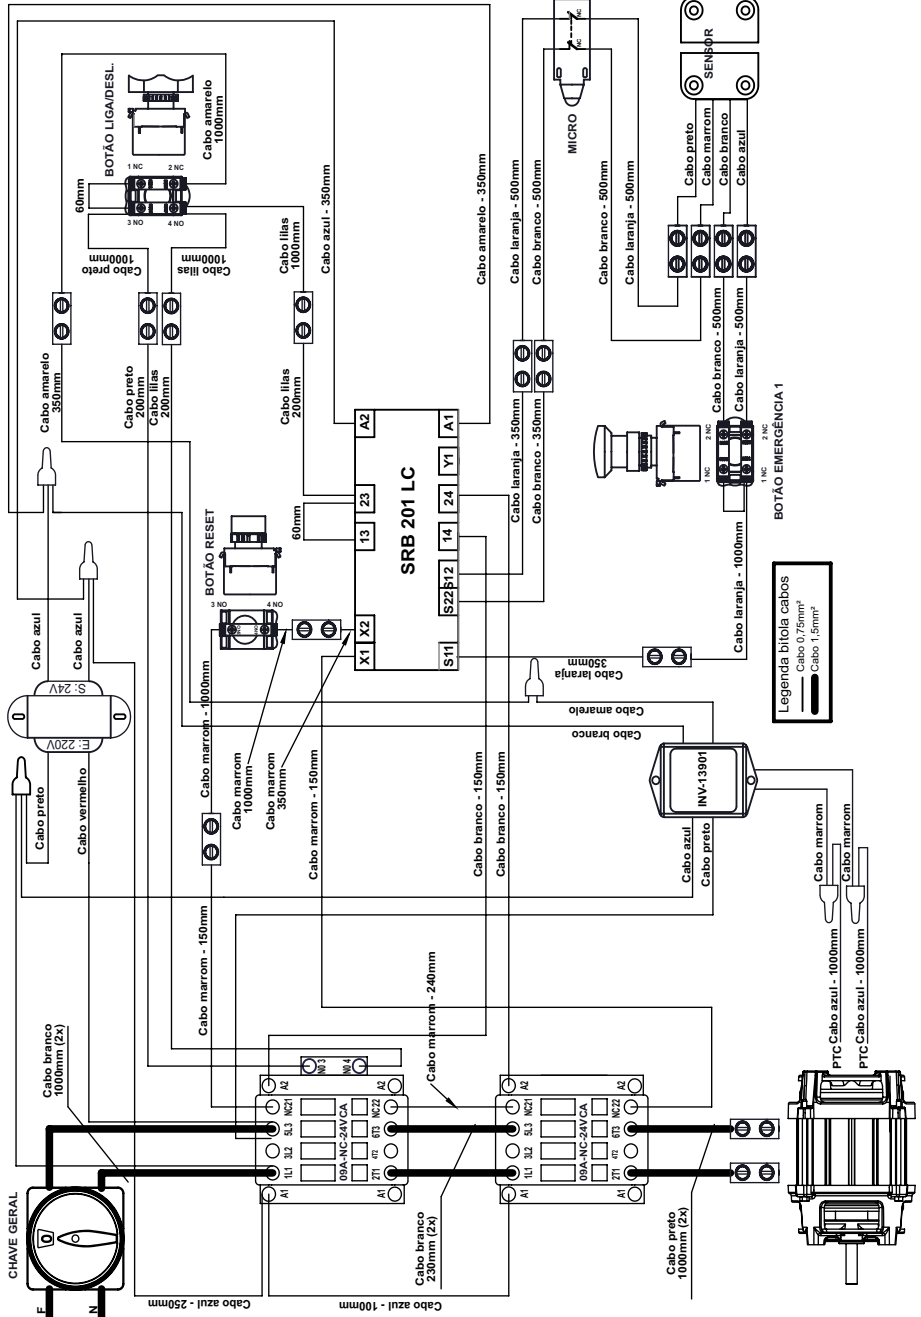 BOTÃO LIGA/DESL.
1 NC
2 NC
3 NO
4 NO
60mm
Cabo amarelo
1000mm
Cabo preto
1000mm
Cabo lilas
1000mm
Cabo lilas
1000mm
Cabo azul - 350mm
Cabo amarelo - 350mm
Cabo amarelo
350mm
Cabo preto
200mm
Cabo lilas
200mm
Cabo lilas
200mm
NC
NC
MICRO
SENSOR
Cabo preto
Cabo marrom
Cabo branco
Cabo azul
Cabo laranja - 500mm
Cabo branco - 500mm
Cabo branco - 500mm
Cabo laranja - 500mm
Cabo branco - 500mm
Cabo laranja - 500mm
Cabo laranja - 350mm
Cabo branco - 350mm
1 NC
2 NC
1 NC
2 NC
BOTÃO EMERGÊNCIA 1
Cabo laranja - 1000mm
Cabo laranja
350mm
SRB 201 LC
A2
23
13
X2
X1
A1
Y1
24
14
S12
S22
S11
60mm
BOTÃO RESET
3 NO
4 NO
Cabo azul
Cabo azul
S: 24V
E: 220V
Cabo preto
Cabo vermelho
Cabo marrom - 1000mm
Cabo marrom
1000mm
Cabo marrom
350mm
Cabo marrom - 150mm
Cabo marrom - 150mm
Cabo branco - 150mm
Cabo branco - 150mm
Cabo amarelo
Cabo branco
INV-13901
Cabo azul
Cabo preto
Cabo marrom
Cabo marrom
PTC Cabo azul - 1000mm
PTC Cabo azul - 1000mm
Legenda bitola cabos
Cabo 0,75mm²
Cabo 1,5mm²
CHAVE GERAL
0
F
N
Cabo branco
1000mm (2x)
Cabo marrom - 240mm
NO 3
NO 4
A2
A2
NC21
NC22
5L3
6T3
3L2
4T2
1L1
2T1
A1
A1
09A-NC-24VCA
A2
A2
NC21
NC22
5L3
6T3
3L2
4T2
1L1
2T1
A1
A1
09A-NC-24VCA
Cabo branco
230mm (2x)
Cabo preto
1000mm (2x)
Cabo azul - 250mm
Cabo azul - 100mm